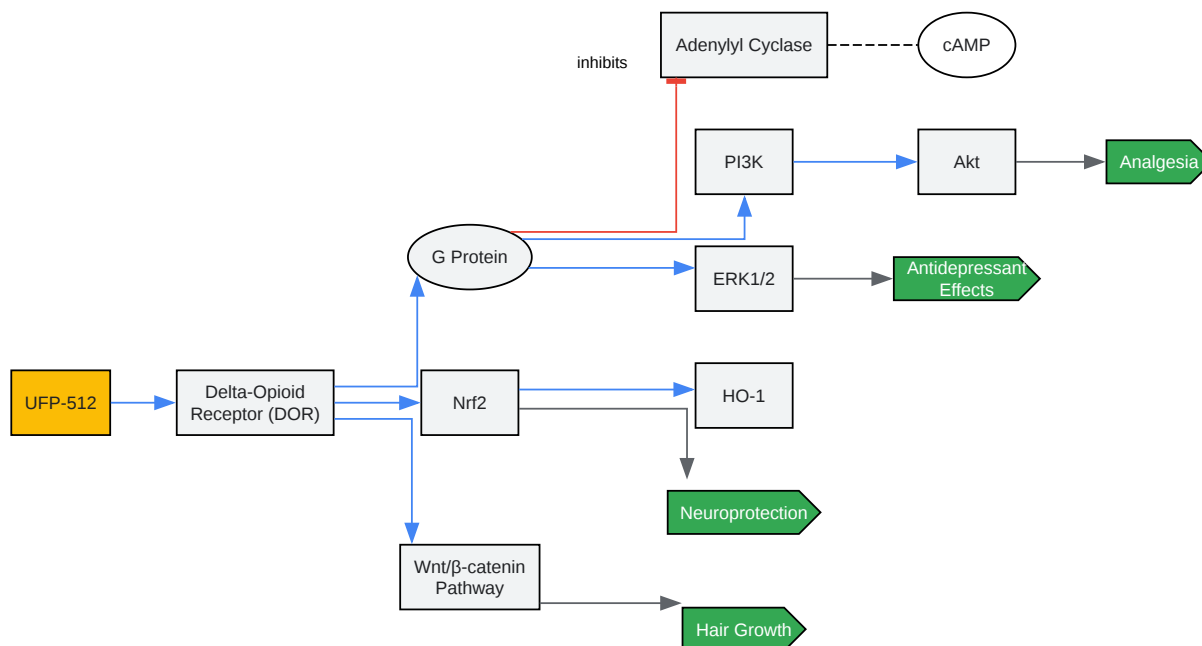 Adenylyl Cyclase
cAMP
inhibits
PI3K
Akt
Analgesia
G Protein
ERK1/2
Antidepressant
Effects
UFP-512
Delta-Opioid
Receptor (DOR)
Nrf2
HO-1
Neuroprotection
Wnt/β-catenin
Pathway
Hair Growth